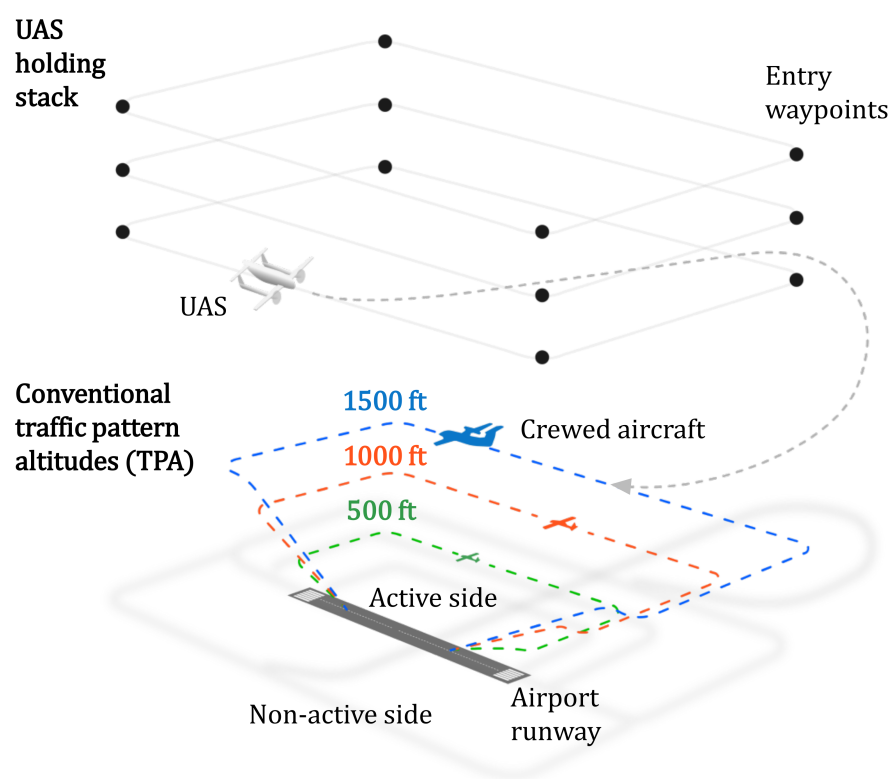 UAS
holding
stack
Entry
waypoints
UAS
Conventional
traffic pattern
altitudes (TPA)
1500 ft
Crewed aircraft
1000 ft
500 ft
Active side
Non-active side
Airport
runway